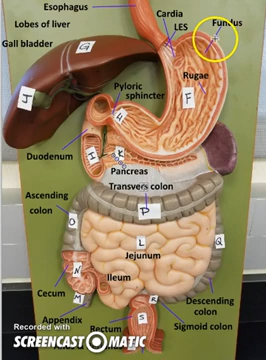 Esophagus
Cardia
Lobes of liver
LES
Fundus
Gall bladder
G
Rugae
J
F
Pyloric
sphincter
H
Duodenum
I
K
Pancreas
Transverse colon
Ascending
colon
P
O
L
Q
Jejunum
N
Ileum
Cecum
M
Descending
colon
R
Appendix
S
Sigmoid colon
Rectum
Recorded with
SCREENCAST-O-MATIC